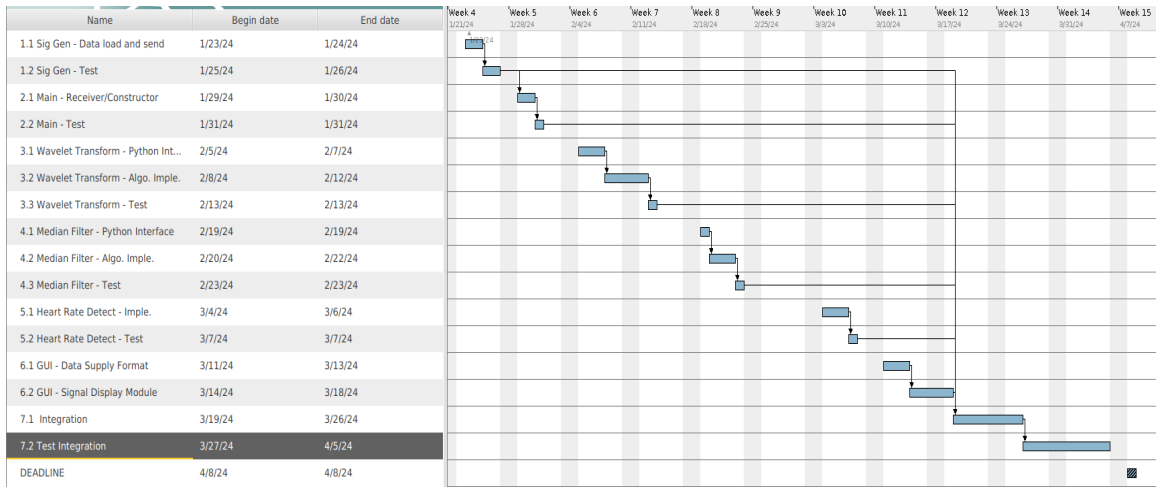 Name Begin date End date
Week 4 Week 5 Week 6 Week 7 Week 8 Week 9 Week 10 Week 11 Week 12 Week 13 Week 14 Week 15
1/21/24 1/28/24 2/4/24 2/11/24 2/18/24 2/25/24 3/3/24 3/10/24 3/17/24 3/24/24 3/31/24 4/7/24
1.1 Sig Gen - Data load and send 1/23/24 1/24/24
1.2 Sig Gen - Test 1/25/24 1/26/24
2.1 Main - Receiver/Constructor 1/29/24 1/30/24
2.2 Main - Test 1/31/24 1/31/24
3.1 Wavelet Transform - Python Int... 2/5/24 2/7/24
3.2 Wavelet Transform - Algo. Imple. 2/8/24 2/12/24
3.3 Wavelet Transform - Test 2/13/24 2/13/24
4.1 Median Filter - Python Interface 2/19/24 2/19/24
4.2 Median Filter - Algo. Imple. 2/20/24 2/22/24
4.3 Median Filter - Test 2/23/24 2/23/24
5.1 Heart Rate Detect - Imple. 3/4/24 3/6/24
5.2 Heart Rate Detect - Test 3/7/24 3/7/24
6.1 GUI - Data Supply Format 3/11/24 3/13/24
6.2 GUI - Signal Display Module 3/14/24 3/18/24
7.1 Integration 3/19/24 3/26/24
7.2 Test Integration 3/27/24 4/5/24
DEADLINE 4/8/24 4/8/24